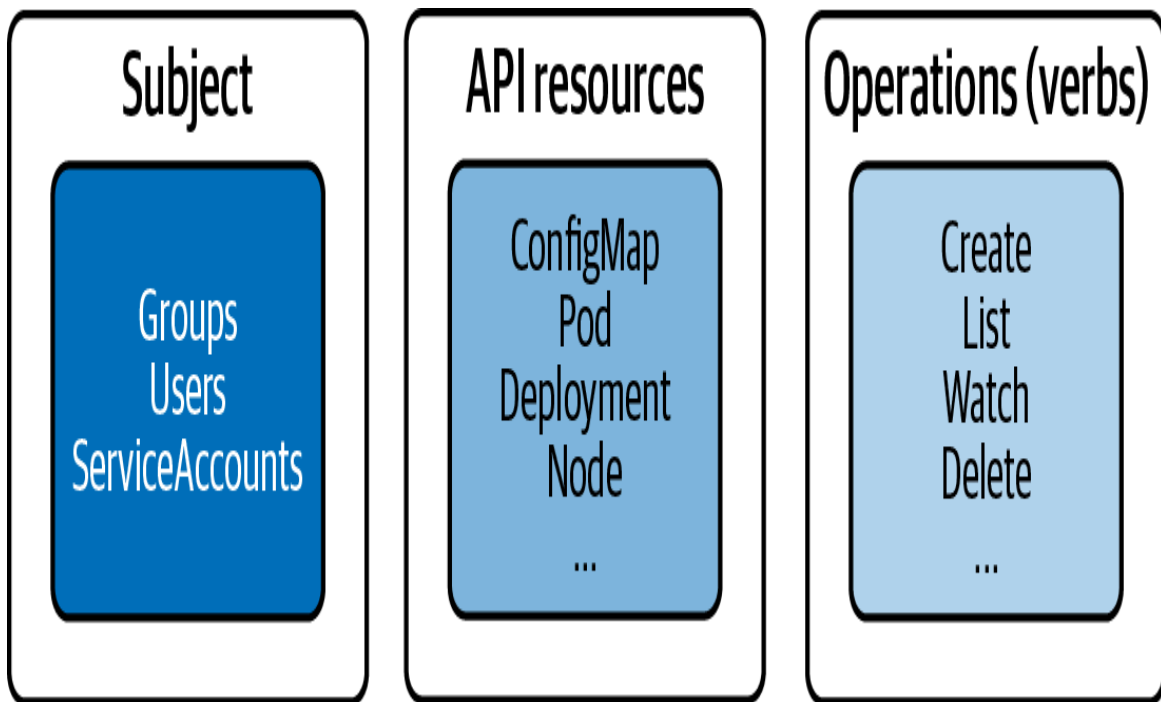 Subject
Groups
Users
ServiceAccounts
API resources
ConfigMap
Pod
Deployment
Node
...
Operations (verbs)
Create
List
Watch
Delete
...